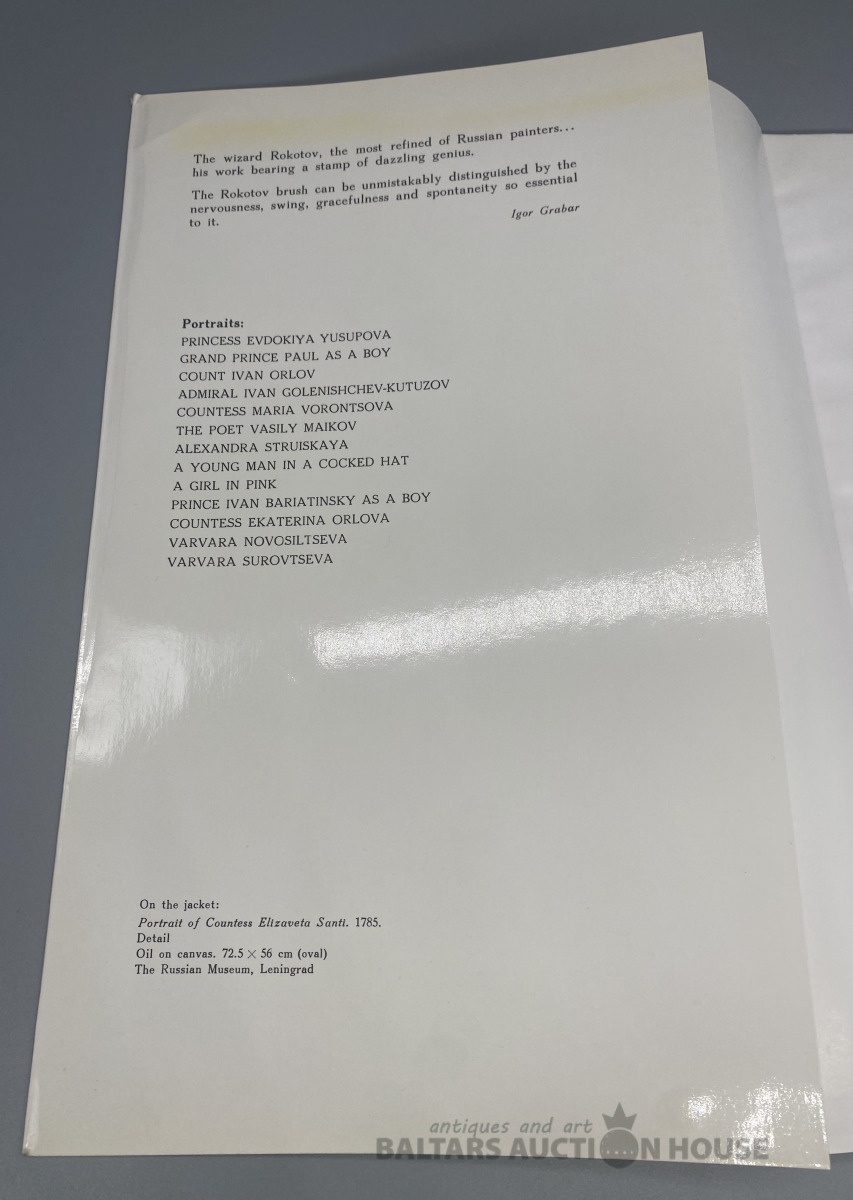 The wizard Rokotov, the most refined of Russian painters...
his work bearing a stamp of dazzling genius.
The Rokotov brush can be unmistakably distinguished by the
nervousness, swing, gracefulness and spontaneity so essential
to it.
Igor Grabar
Portraits:
PRINCESS EVDOKIYA YUSUPOVA
GRAND PRINCE PAUL AS A BOY
COUNT IVAN ORLOV
ADMIRAL IVAN GOLENISHCHEV-KUTUZOV
COUNTESS MARIA VORONTSOVA
THE POET VASILY MAIKOV
ALEXANDRA STRUISKAYA
A YOUNG MAN IN A COCKED HAT
A GIRL IN PINK
PRINCE IVAN BARIATINSKY AS A BOY
COUNTESS EKATERINA ORLOVA
VARVARA NOVOSILTSEVA
VARVARA SUROVTSEVA
On the jacket:
Portrait of Countess Elizaveta Santi. 1785.
Detail
Oil on canvas. 72.5 × 56 cm (oval)
The Russian Museum, Leningrad
antiques and art
BALTARS AUCTION HOUSE